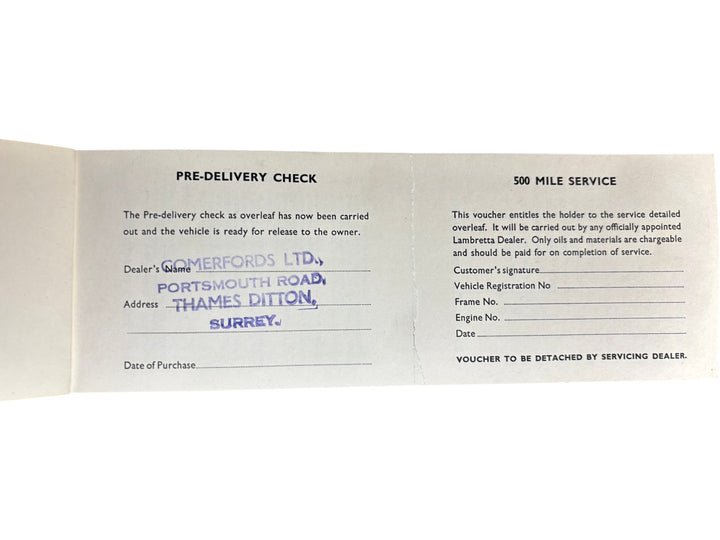 PRE-DELIVERY CHECK
The Pre-delivery check as overleaf has now been carried
out and the vehicle is ready for release to the owner.
Dealer's Name
COMERFORDS LTD.,
PORTSMOUTH ROAD,
Address THAMES DITTON,
SURREY.
Date of Purchase
500 MILE SERVICE
This voucher entitles the holder to the service detailed
overleaf. It will be carried out by any officially appointed
Lambretta Dealer. Only oils and materials are chargeable
and should be paid for on completion of service.
Customer's signature
Vehicle Registration No
Frame No.
Engine No.
Date
VOUCHER TO BE DETACHED BY SERVICING DEALER.